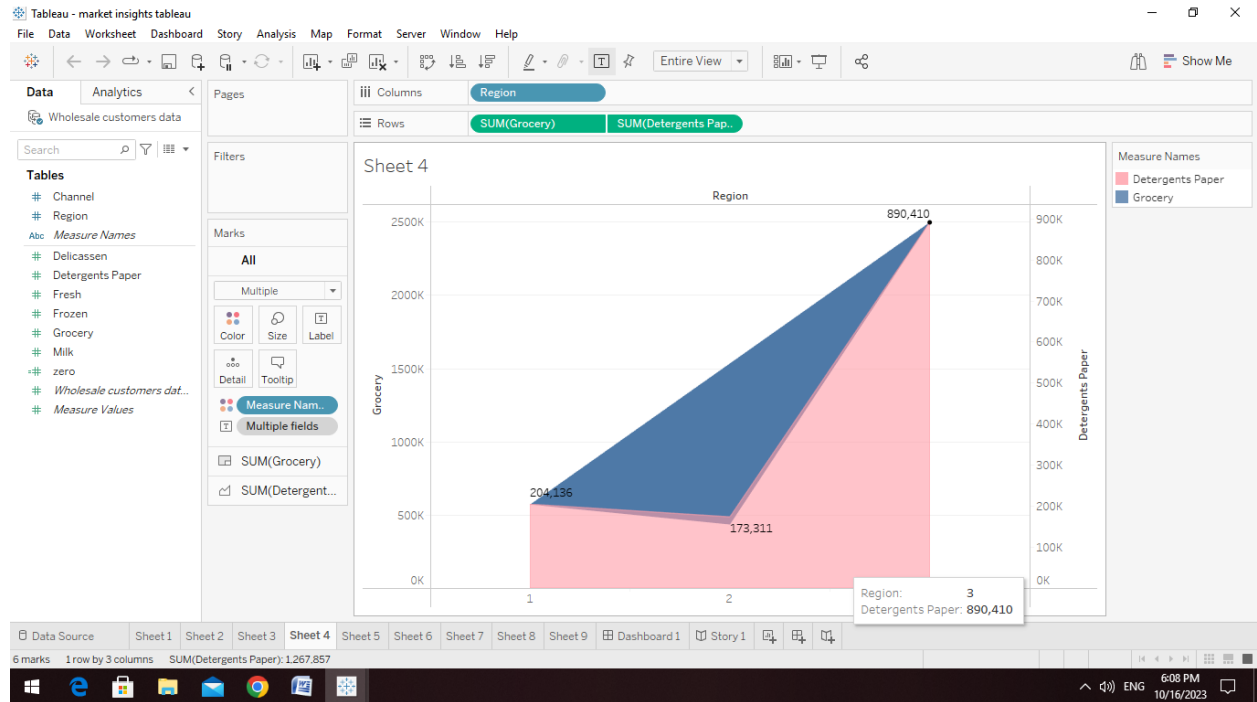 Tableau - market insights tableau
File Data Worksheet Dashboard Story Analysis Map Format Server Window Help
Entire View
Show Me
Data Analytics
Wholesale customers data
Search
Tables
# Channel
# Region
Abc Measure Names
# Delicassen
# Detergents Paper
# Fresh
# Frozen
# Grocery
# Milk
=# zero
# Wholesale customers dat...
# Measure Values
Pages
Filters
Marks
All
Multiple
Color Size Label
Detail Tooltip
Measure Nam..
Multiple fields
SUM(Grocery)
SUM(Detergent...
iii Columns Region
Rows SUM(Grocery) SUM(Detergents Pap..
Sheet 4
Region
Grocery
2500K
2000K
1500K
1000K
500K
0K
890,410
204,136
173,311
1 2
900K
800K
700K
600K
500K
400K
300K
200K
100K
0K
Detergents Paper
Region: 3
Detergents Paper: 890,410
Measure Names
Detergents Paper
Grocery
Data Source Sheet 1 Sheet 2 Sheet 3 Sheet 4 Sheet 5 Sheet 6 Sheet 7 Sheet 8 Sheet 9 Dashboard 1 Story 1
6 marks 1 row by 3 columns SUM(Detergents Paper): 1,267,857
ENG
6:08 PM
10/16/2023